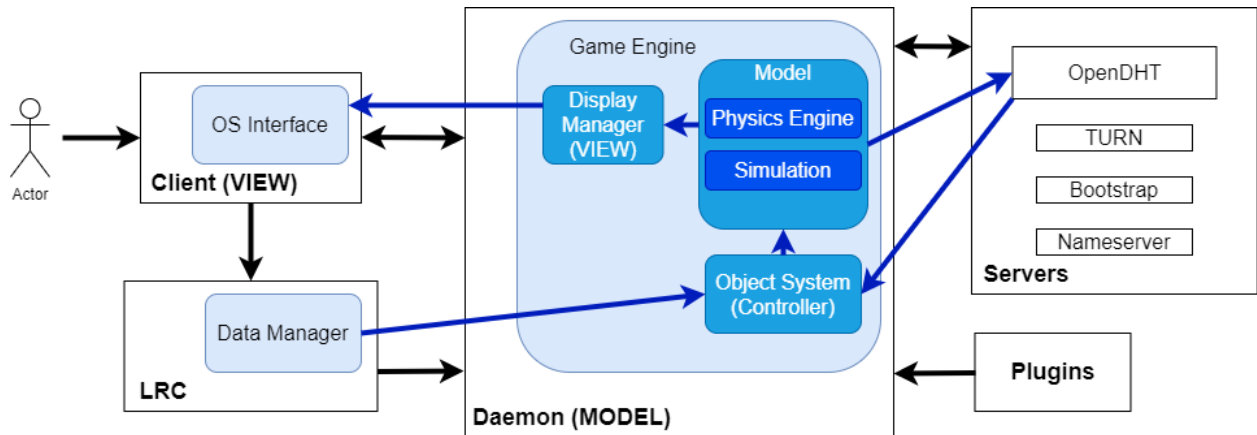 Actor
OS Interface
Client (VIEW)
Data Manager
LRC
Game Engine
Display
Manager
(VIEW)
Model
Physics Engine
Simulation
Object System
(Controller)
Daemon (MODEL)
OpenDHT
TURN
Bootstrap
Nameserver
Servers
Plugins